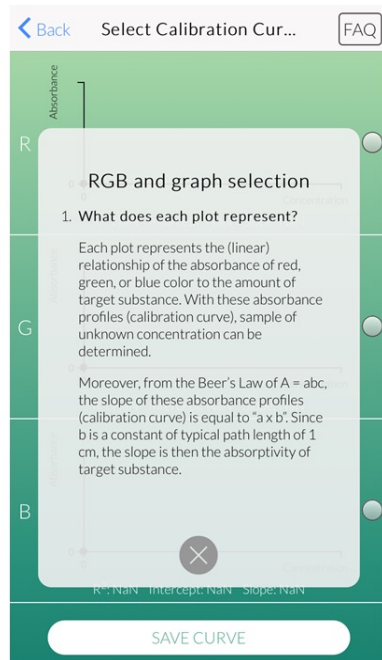 Back
Select Calibration Cur...
FAQ
Absorbance
R
RGB and graph selection
1. What does each plot represent?
Each plot represents the (linear)
relationship of the absorbance of red,
green, or blue color to the amount of
target substance. With these absorbance
profiles (calibration curve), sample of
unknown concentration can be
determined.
G
Moreover, from the Beer's Law of A = abc,
the slope of these absorbance profiles
(calibration curve) is equal to "a x b". Since
b is a constant of typical path length of 1
cm, the slope is then the absorptivity of
target substance.
B
R²: NaN Intercept: NaN Slope: NaN
SAVE CURVE